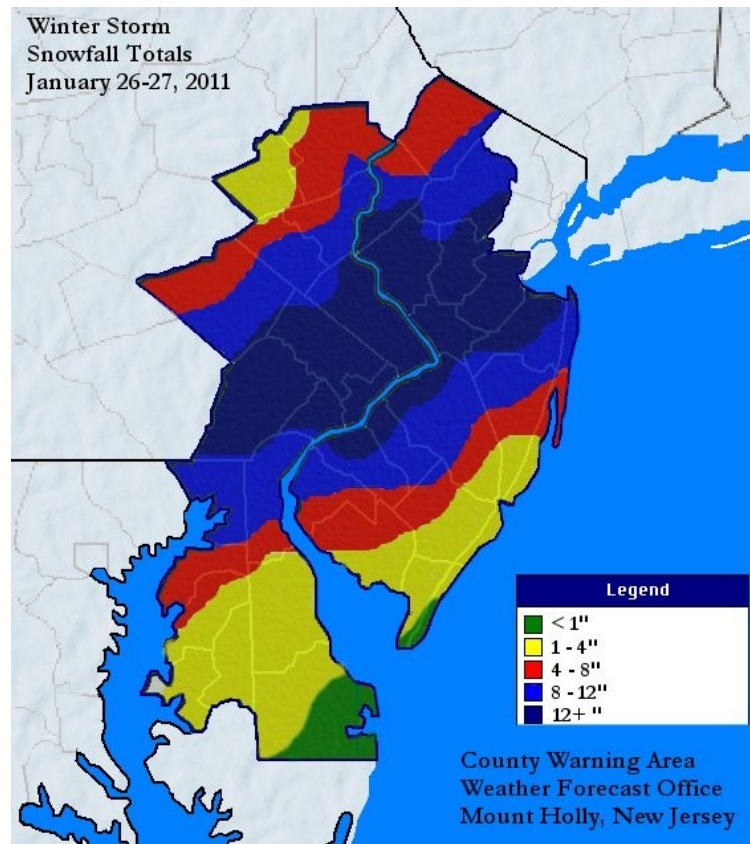 Winter Storm
Snowfall Totals
January 26-27, 2011
Legend
< 1"
1 - 4"
4 - 8"
8 - 12"
12+ "
County Warning Area
Weather Forecast Office
Mount Holly, New Jersey